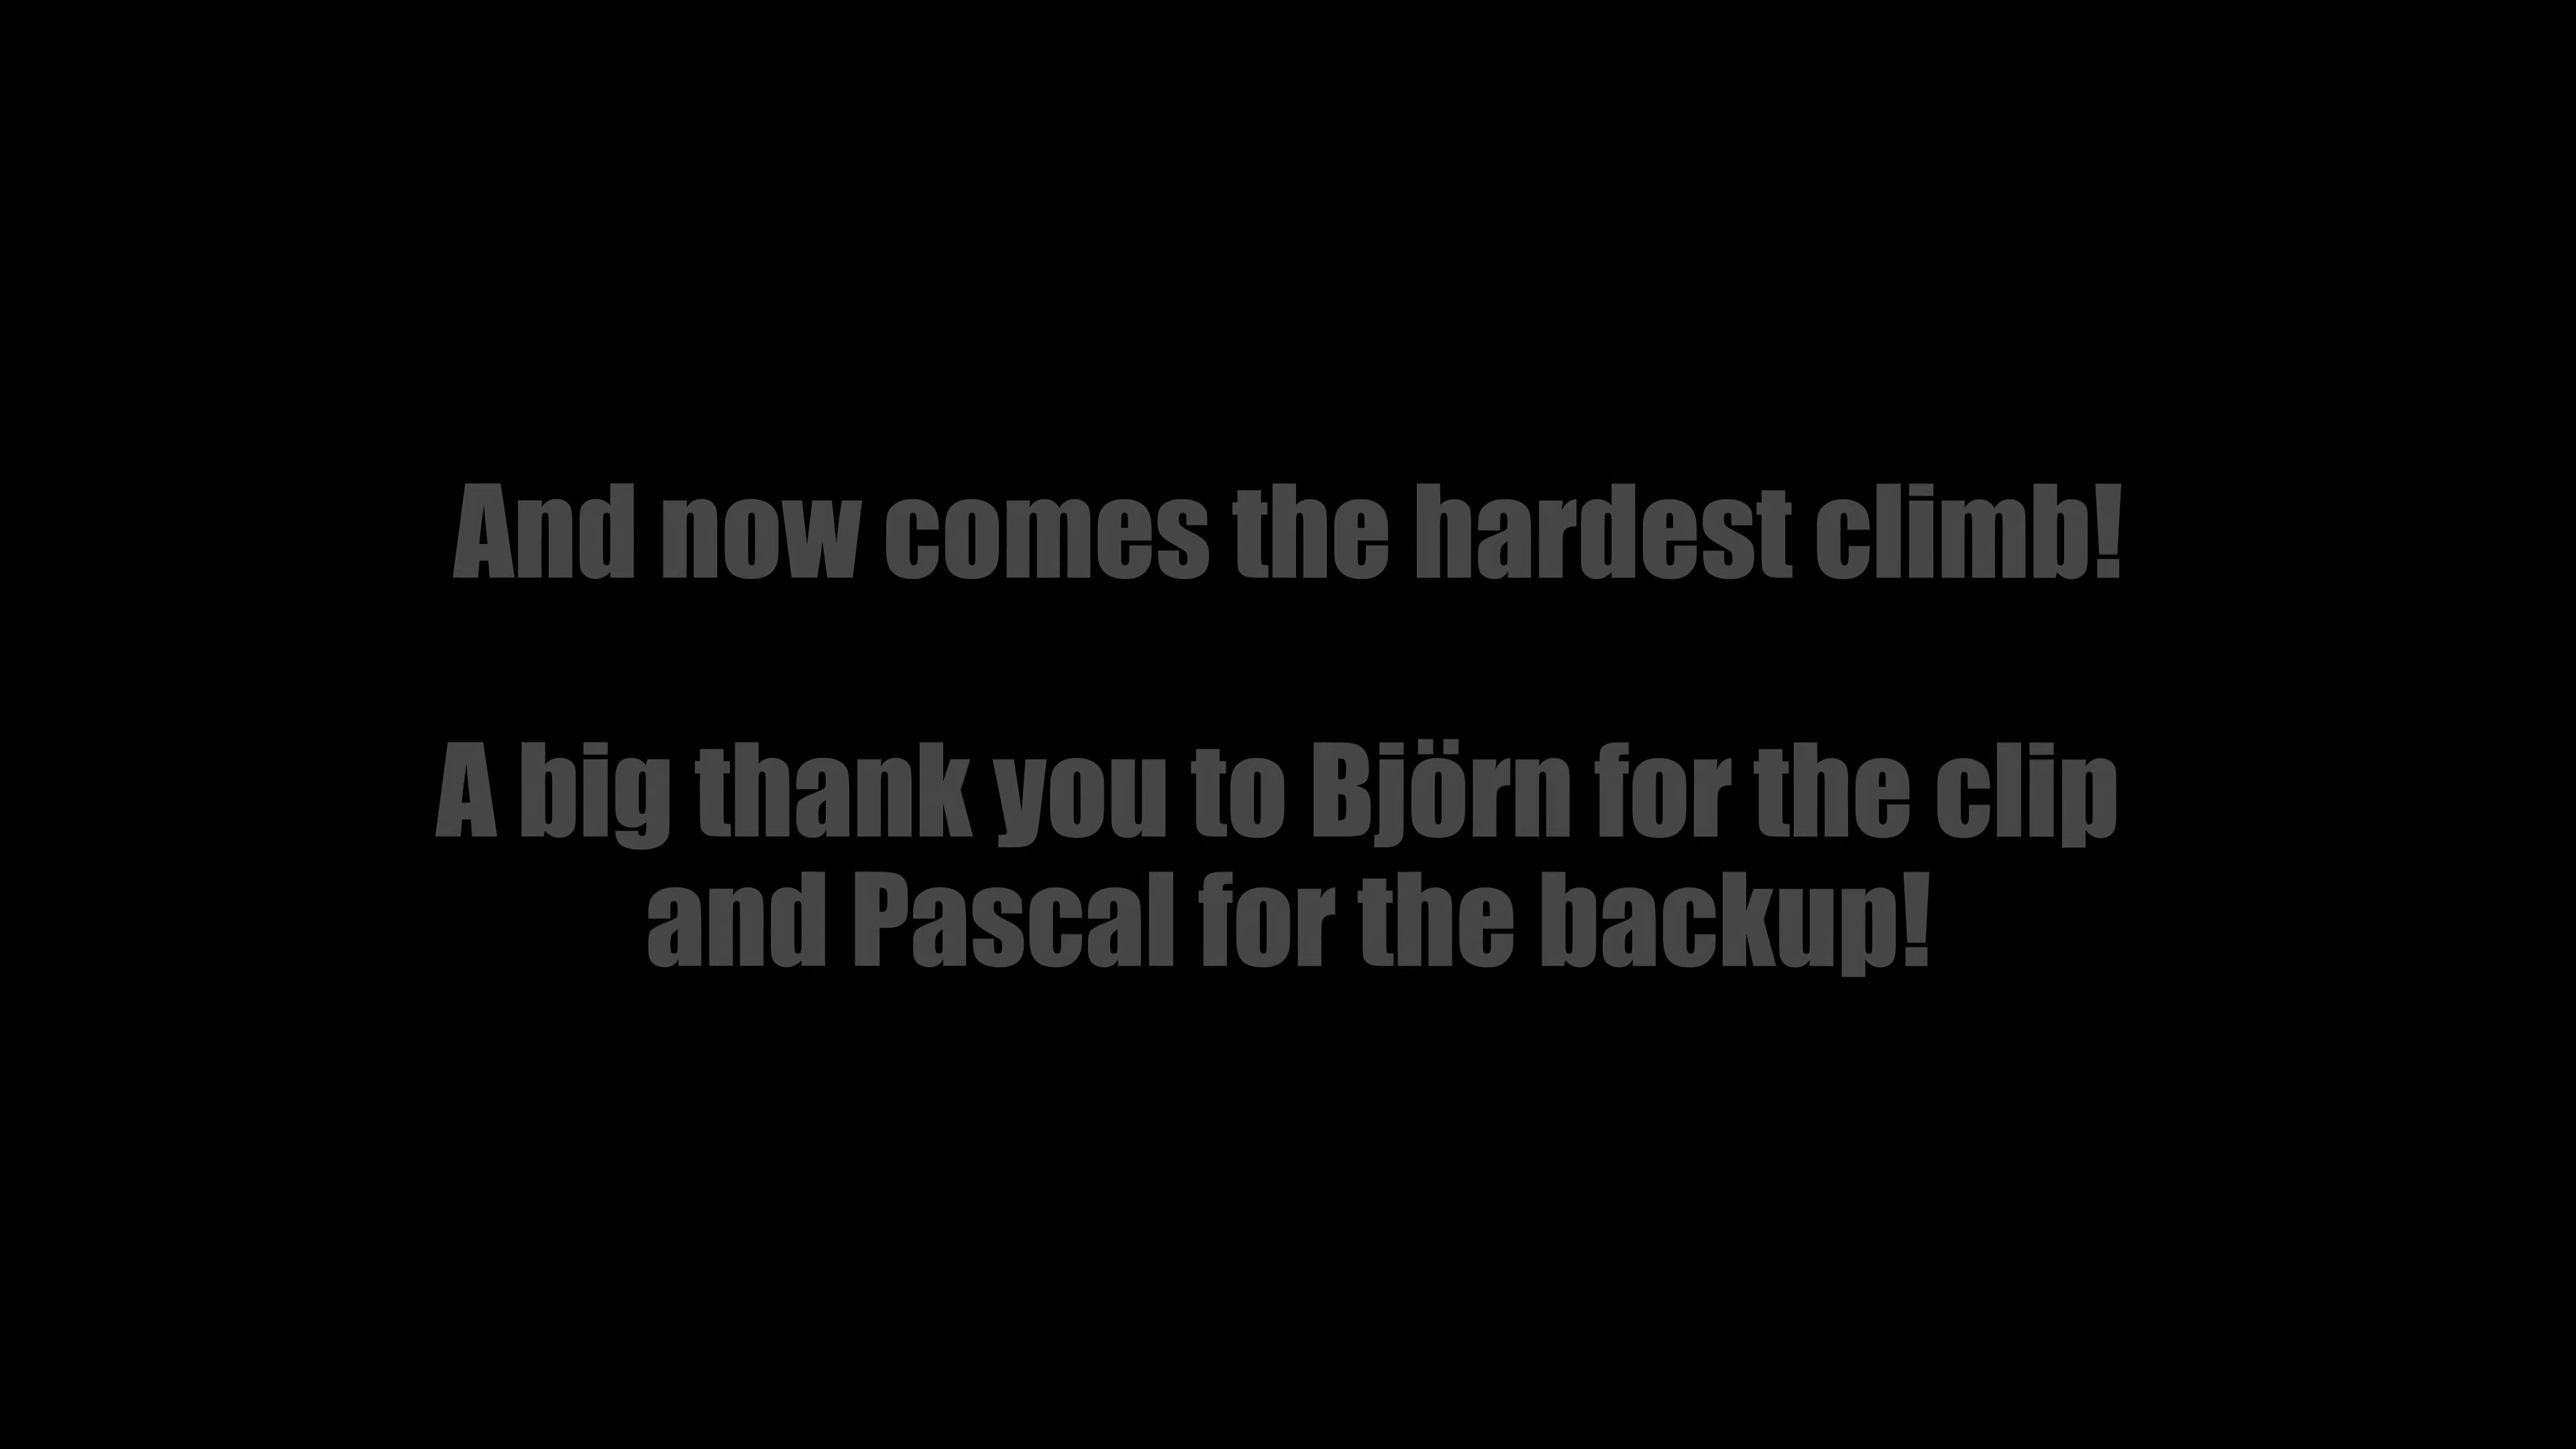 And now comes the hardest climb!
A big thank you to Björn for the clip
and Pascal for the backup!